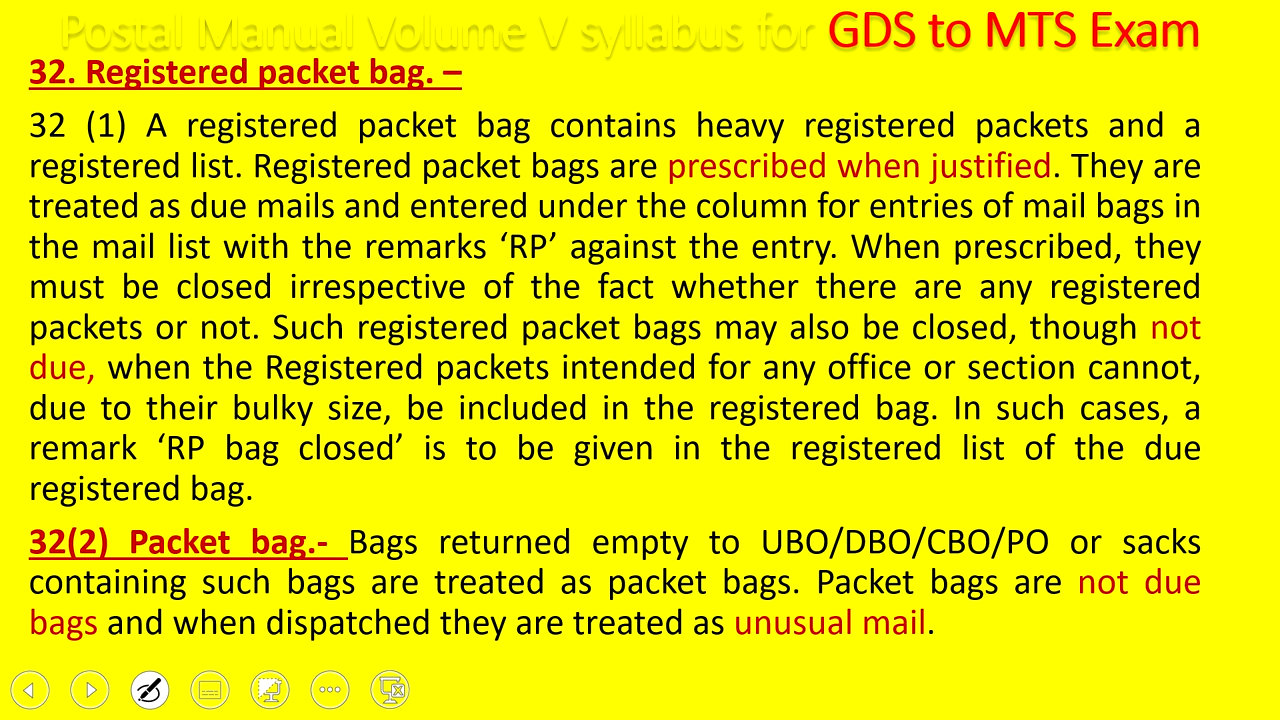 Postal Manual Volume V syllabus for GDS to MTS Exam
32. Registered packet bag. –
32 (1) A registered packet bag contains heavy registered packets and a
registered list. Registered packet bags are prescribed when justified. They are
treated as due mails and entered under the column for entries of mail bags in
the mail list with the remarks ‘RP’ against the entry. When prescribed, they
must be closed irrespective of the fact whether there are any registered
packets or not. Such registered packet bags may also be closed, though not
due, when the Registered packets intended for any office or section cannot,
due to their bulky size, be included in the registered bag. In such cases, a
remark ‘RP bag closed’ is to be given in the registered list of the due
registered bag.
32(2) Packet bag.- Bags returned empty to UBO/DBO/CBO/PO or sacks
containing such bags are treated as packet bags. Packet bags are not due
bags and when dispatched they are treated as unusual mail.